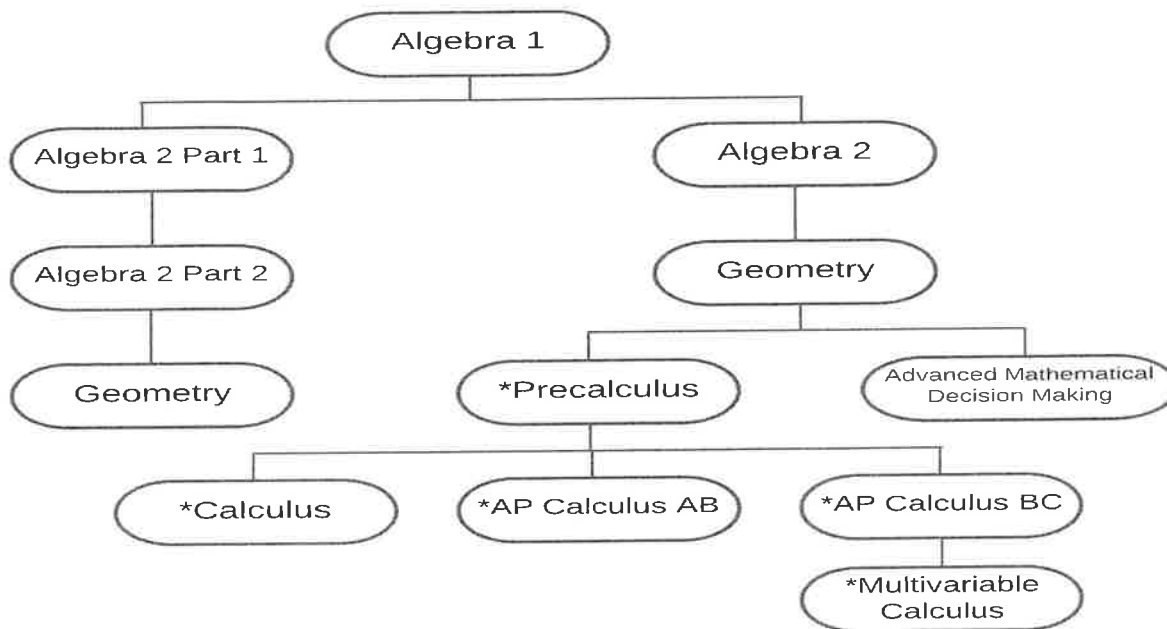 Algebra 1
Algebra 2 Part 1
Algebra 2
Algebra 2 Part 2
Geometry
Geometry
*Precalculus
Advanced Mathematical
Decision Making
*Calculus
*AP Calculus AB
*AP Calculus BC
*Multivariable
Calculus